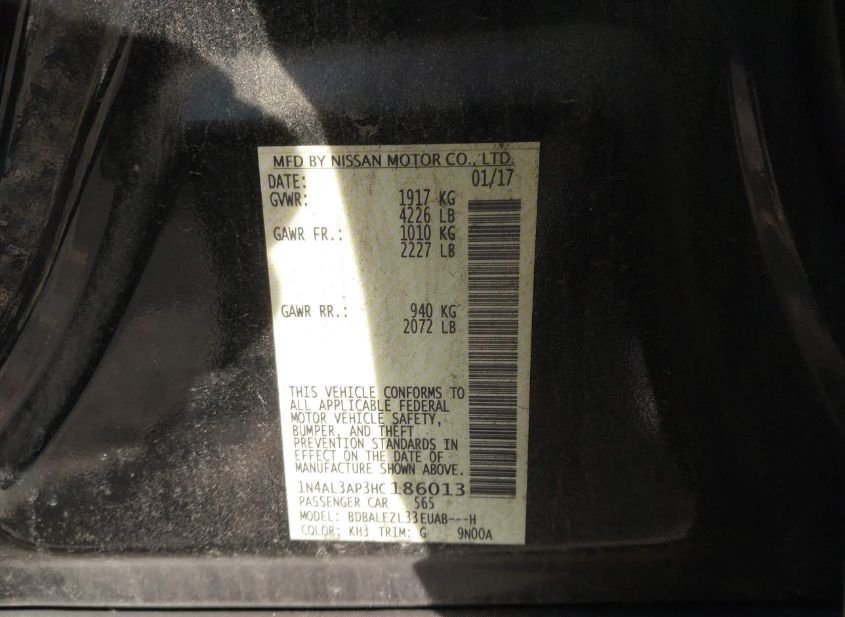 MFD BY NISSAN MOTOR CO., LTD.
DATE: 01/17
GVWR: 1917 KG
4226 LB
GAWR FR.: 1010 KG
2227 LB
GAWR RR.: 940 KG
2072 LB
THIS VEHICLE CONFORMS TO
ALL APPLICABLE FEDERAL
MOTOR VEHICLE SAFETY,
BUMPER, AND THEFT
PREVENTION STANDARDS IN
EFFECT ON THE DATE OF
MANUFACTURE SHOWN ABOVE.
1N4AL3AP3HC186013
PASSENGER CAR 565
MODEL: BDBALEZL33EUAB---H
COLOR: KH3 TRIM: G 9N00A